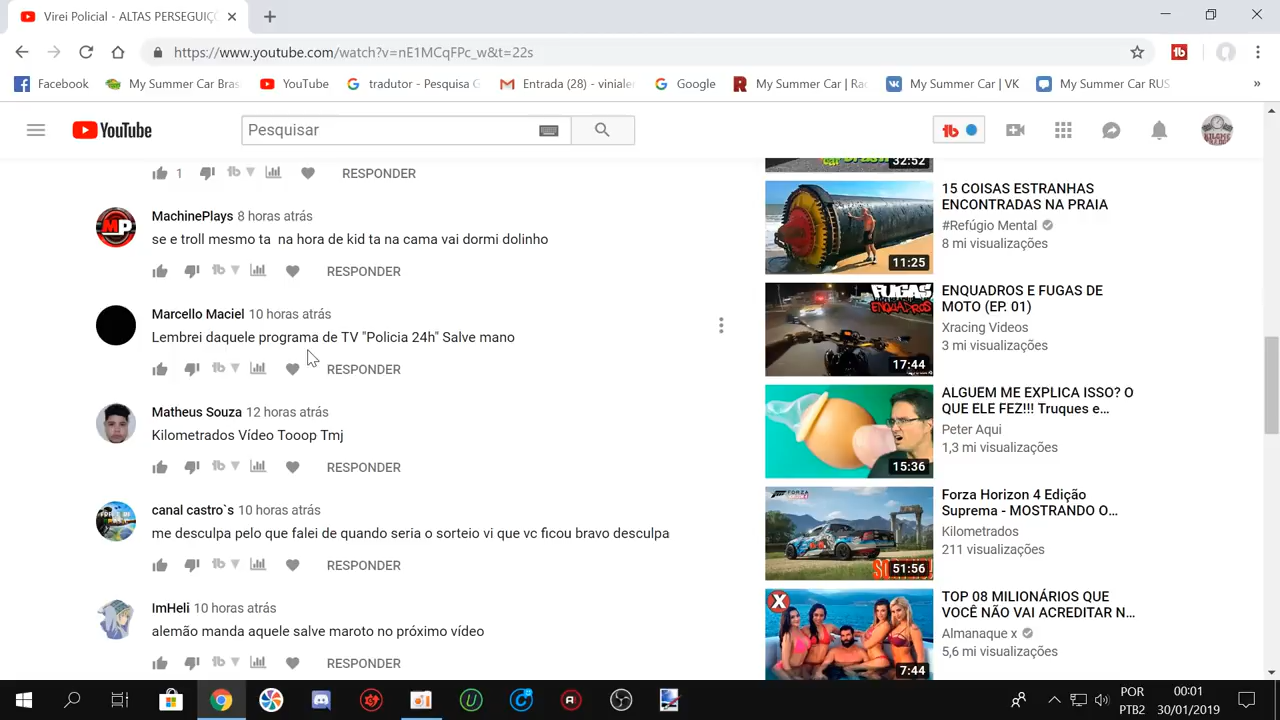 Virei Policial - ALTAS PERSEGUIÇÕ
https://www.youtube.com/watch?v=nE1MCqFPc_w&t=22s
Facebook
My Summer Car Bras
YouTube
tradutor - Pesquisa G
Entrada (28) - vinialer
Google
My Summer Car | Rac
My Summer Car | VK
My Summer Car RUS
»
YouTube
Pesquisar
32:52
1
RESPONDER
MachinePlays 8 horas atrás
se e troll mesmo ta na hora de kid ta na cama vai dormi dolinho
RESPONDER
Marcello Maciel 10 horas atrás
Lembrei daquele programa de TV "Policia 24h" Salve mano
RESPONDER
Matheus Souza 12 horas atrás
Kilometrados Vídeo Tooop Tmj
RESPONDER
canal castro`s 10 horas atrás
me desculpa pelo que falei de quando seria o sorteio vi que vc ficou bravo desculpa
RESPONDER
ImHeli 10 horas atrás
alemão manda aquele salve maroto no próximo vídeo
RESPONDER
15 COISAS ESTRANHAS
ENCONTRADAS NA PRAIA
#Refúgio Mental
8 mi visualizações
11:25
FUGAS
ENQUADROS
ENQUADROS E FUGAS DE
MOTO (EP. 01)
Xracing Videos
3 mi visualizações
17:44
ALGUEM ME EXPLICA ISSO? O
QUE ELE FEZ!!! Truques e...
Peter Aqui
1,3 mi visualizações
15:36
FORZA
Forza Horizon 4 Edição
Suprema - MOSTRANDO O...
Kilometrados
211 visualizações
51:56
TOP 08 MILIONÁRIOS QUE
VOCÊ NÃO VAI ACREDITAR N...
Almanaque x
5,6 mi visualizações
7:44
POR
PTB2
00:01
30/01/2019